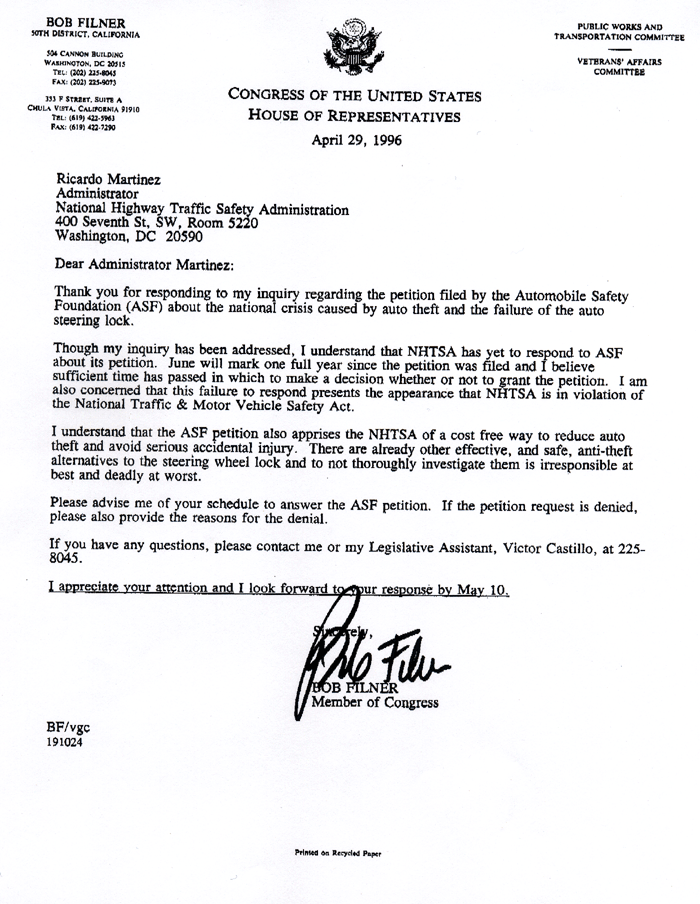 BOB FILNER
50TH DISTRICT, CALIFORNIA
504 CANNON BUILDING
WASHINGTON, DC 20515
TEL: (202) 225-8045
FAX: (202) 225-9073
333 F STREET, SUITE A
CHULA VISTA, CALIFORNIA 91910
TEL: (619) 422-5963
FAX: (619) 422-7290
PUBLIC WORKS AND
TRANSPORTATION COMMITTEE
VETERANS' AFFAIRS
COMMITTEE
CONGRESS OF THE UNITED STATES
HOUSE OF REPRESENTATIVES
April 29, 1996
Ricardo Martinez
Administrator
National Highway Traffic Safety Administration
400 Seventh St, SW, Room 5220
Washington, DC 20590
Dear Administrator Martinez:
Thank you for responding to my inquiry regarding the petition filed by the Automobile Safety
Foundation (ASF) about the national crisis caused by auto theft and the failure of the auto
steering lock.
Though my inquiry has been addressed, I understand that NHTSA has yet to respond to ASF
about its petition. June will mark one full year since the petition was filed and I believe
sufficient time has passed in which to make a decision whether or not to grant the petition. I am
also concerned that this failure to respond presents the appearance that NHTSA is in violation of
the National Traffic & Motor Vehicle Safety Act.
I understand that the ASF petition also apprises the NHTSA of a cost free way to reduce auto
theft and avoid serious accidental injury. There are already other effective, and safe, anti-theft
alternatives to the steering wheel lock and to not thoroughly investigate them is irresponsible at
best and deadly at worst.
Please advise me of your schedule to answer the ASF petition. If the petition request is denied,
please also provide the reasons for the denial.
If you have any questions, please contact me or my Legislative Assistant, Victor Castillo, at 225-
8045.
I appreciate your attention and I look forward to your response by May 10.
Sincerely,
Bob Filner
BOB FILNER
Member of Congress
BF/vgc
191024
Printed on Recycled Paper